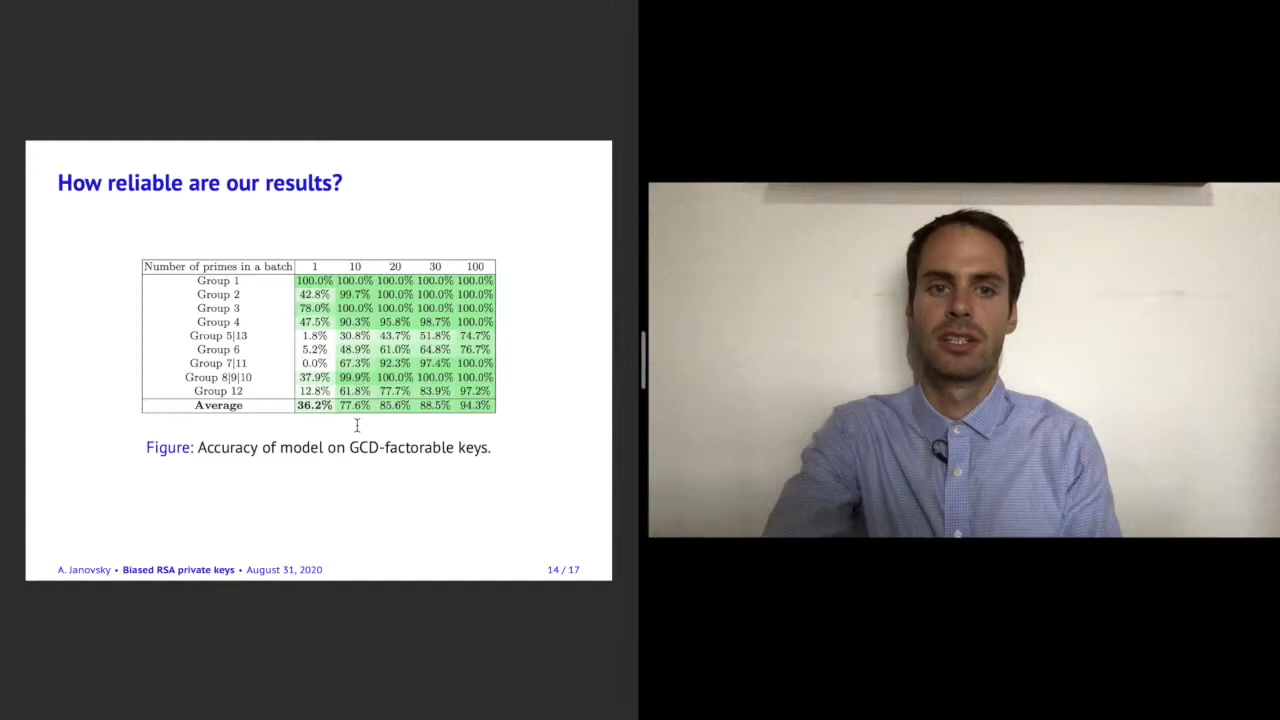 How reliable are our results?
Number of primes in a batch 1 10 20 30 100
Group 1 100.0% 100.0% 100.0% 100.0% 100.0%
Group 2 42.8% 99.7% 100.0% 100.0% 100.0%
Group 3 78.0% 100.0% 100.0% 100.0% 100.0%
Group 4 47.5% 90.3% 95.8% 98.7% 100.0%
Group 5|13 1.8% 30.8% 43.7% 51.8% 74.7%
Group 6 5.2% 48.9% 61.0% 64.8% 76.7%
Group 7|11 0.0% 67.3% 92.3% 97.4% 100.0%
Group 8|9|10 37.9% 99.9% 100.0% 100.0% 100.0%
Group 12 12.8% 61.8% 77.7% 83.9% 97.2%
Average 36.2% 77.6% 85.6% 88.5% 94.3%
Figure: Accuracy of model on GCD-factorable keys.
A. Janovsky • Biased RSA private keys • August 31, 2020 14 / 17